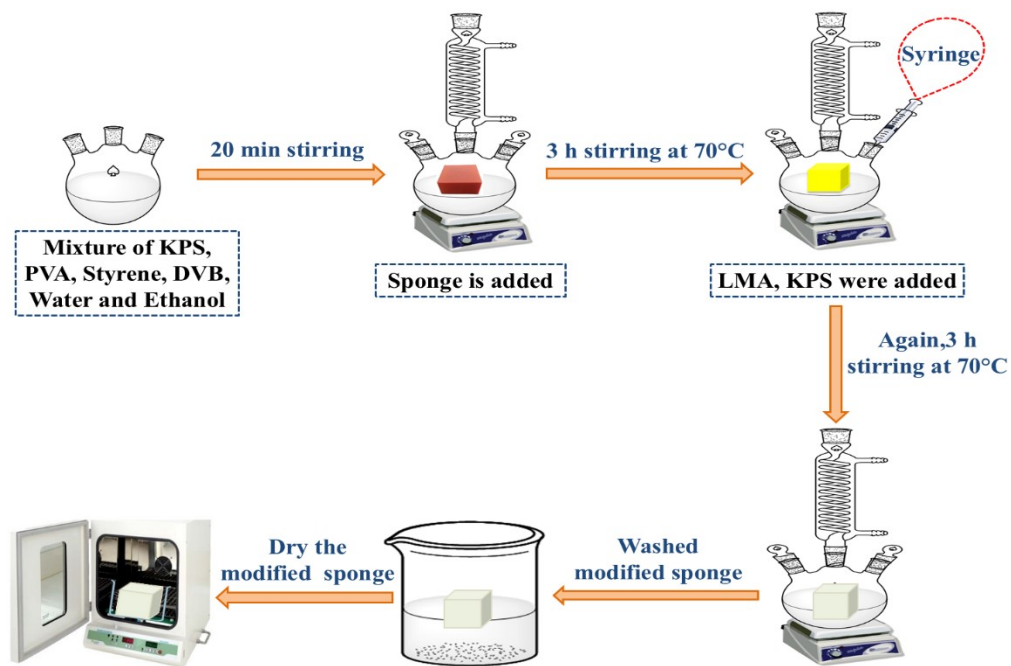 Syringe
20 min stirring
3 h stirring at 70°C
Mixture of KPS,
PVA, Styrene, DVB,
Water and Ethanol
Sponge is added
LMA, KPS were added
Again,3 h
stirring at 70°C
Washed
modified sponge
Dry the
modified sponge